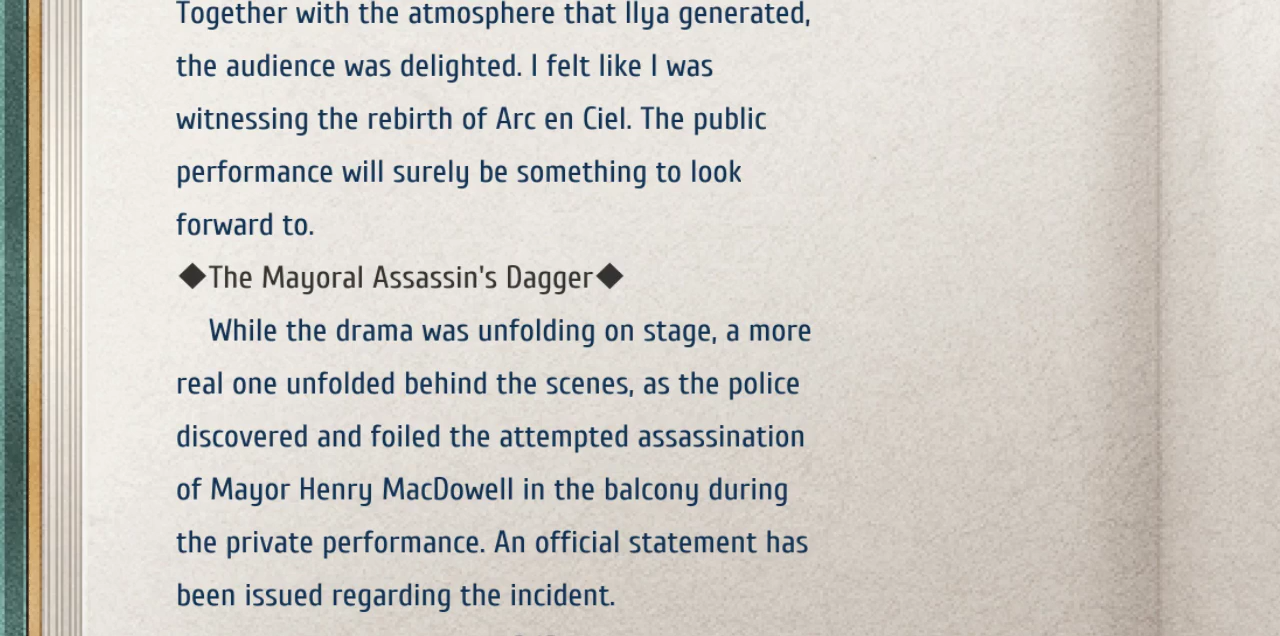 Together with the atmosphere that Ilya generated,
the audience was delighted. I felt like I was
witnessing the rebirth of Arc en Ciel. The public
performance will surely be something to look
forward to.
◆The Mayoral Assassin's Dagger◆
While the drama was unfolding on stage, a more
real one unfolded behind the scenes, as the police
discovered and foiled the attempted assassination
of Mayor Henry MacDowell in the balcony during
the private performance. An official statement has
been issued regarding the incident.